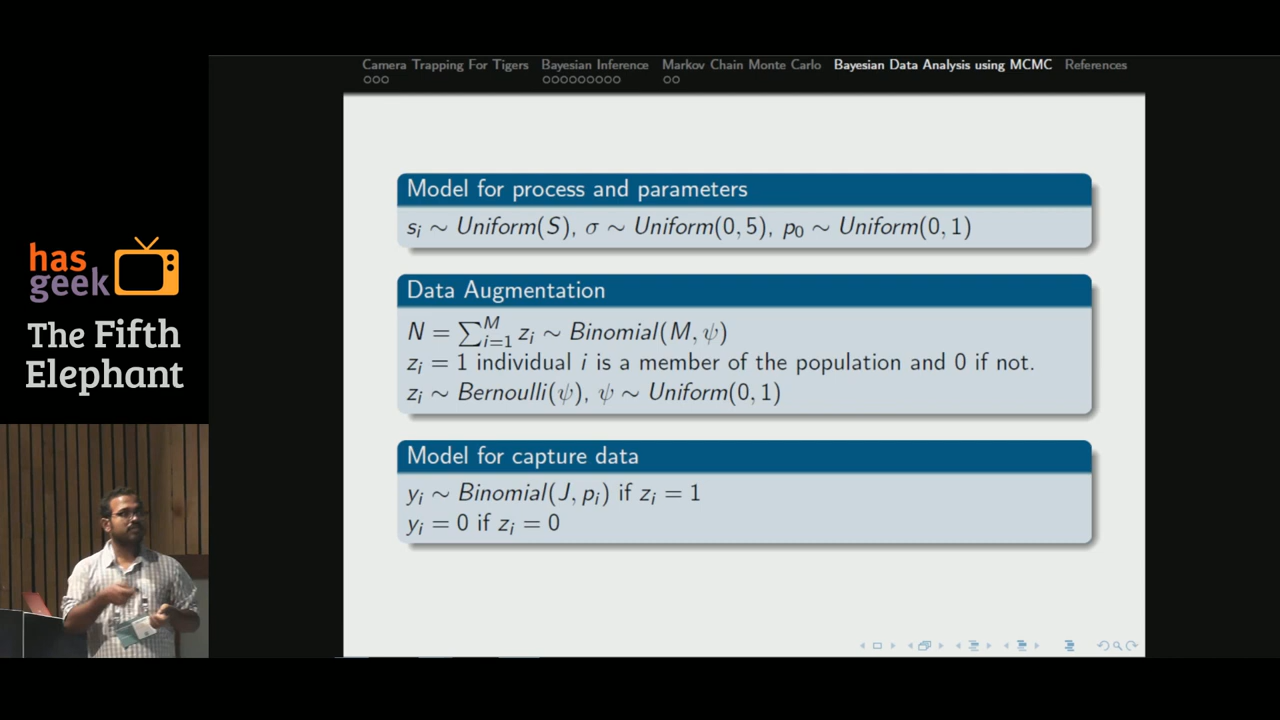 Camera Trapping For Tigers Bayesian Inference Markov Chain Monte Carlo Bayesian Data Analysis using MCMC References
has
geek
The Fifth
Elephant
Model for process and parameters
sᵢ ∼ Uniform(S), σ ∼ Uniform(0, 5), p₀ ∼ Uniform(0, 1)
Data Augmentation
N = ∑ᵢ₌₁ᴹ zᵢ ∼ Binomial(M, ψ)
zᵢ = 1 individual i is a member of the population and 0 if not.
zᵢ ∼ Bernoulli(ψ), ψ ∼ Uniform(0, 1)
Model for capture data
yᵢ ∼ Binomial(J, pᵢ) if zᵢ = 1
yᵢ = 0 if zᵢ = 0